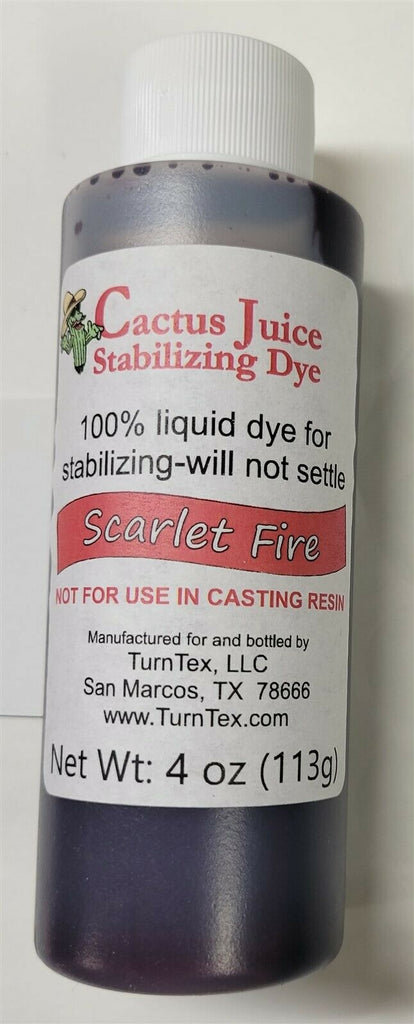 Cactus Juice
Stabilizing Dye
100% liquid dye for
stabilizing-will not settle
Scarlet Fire
NOT FOR USE IN CASTING RESIN
Manufactured for and bottled by
TurnTex, LLC
San Marcos, TX 78666
www.TurnTex.com
Net Wt: 4 oz (113g)